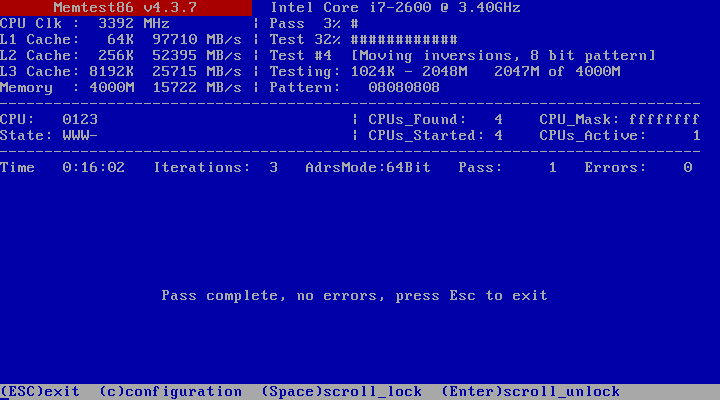 Memtest86 v4.3.7 Intel Core i7-2600 @ 3.40GHz
CPU Clk : 3392 MHz | Pass 3% #
L1 Cache: 64K 97710 MB/s | Test 32% ############
L2 Cache: 256K 52395 MB/s | Test #4 [Moving inversions, 8 bit pattern]
L3 Cache: 8192K 25715 MB/s | Testing: 1024K - 2048M 2047M of 4000M
Memory : 4000M 15722 MB/s | Pattern: 08080808
CPU: 0123 | CPUs_Found: 4 CPU_Mask: ffffffff
State: WWW- | CPUs_Started: 4 CPUs_Active: 1
Time 0:16:02 Iterations: 3 AdrsMode:64Bit Pass: 1 Errors: 0
Pass complete, no errors, press Esc to exit
(ESC)exit (c)configuration (Space)scroll_lock (Enter)scroll_unlock